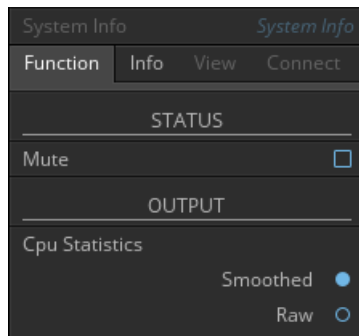 System Info System Info
Function Info View Connect
STATUS
Mute
OUTPUT
Cpu Statistics
Smoothed
Raw